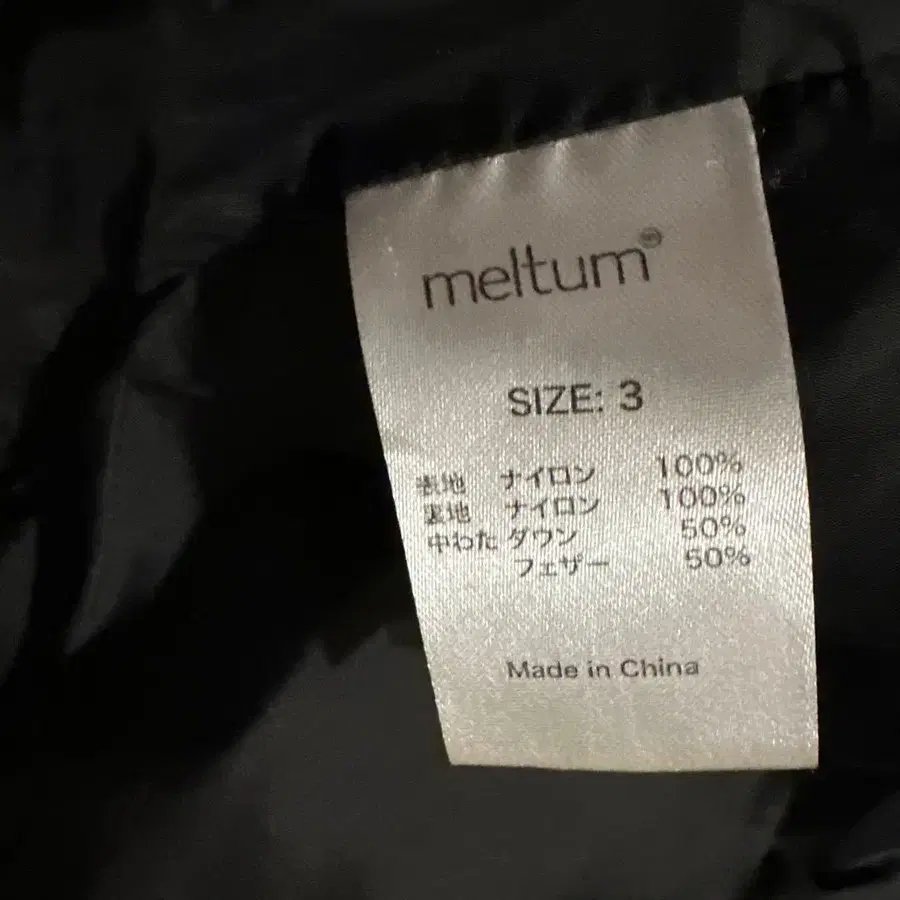 meltum®
SIZE: 3
表地 ナイロン 100%
裏地 ナイロン 100%
中わた ダウン 50%
フェザー 50%
Made in China